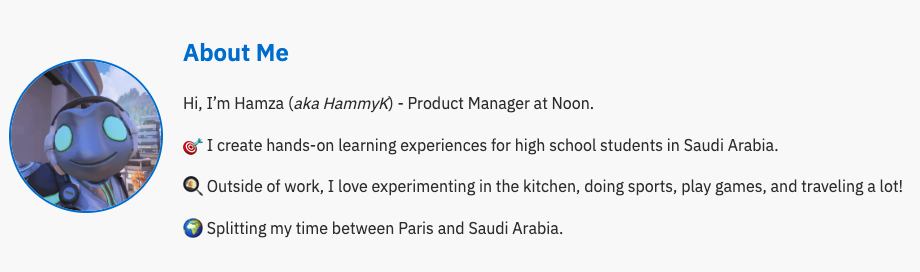 About Me
Hi, I’m Hamza (aka HammyK) - Product Manager at Noon.
🎯 I create hands-on learning experiences for high school students in Saudi Arabia.
🍳 Outside of work, I love experimenting in the kitchen, doing sports, play games, and traveling a lot!
🌍 Splitting my time between Paris and Saudi Arabia.